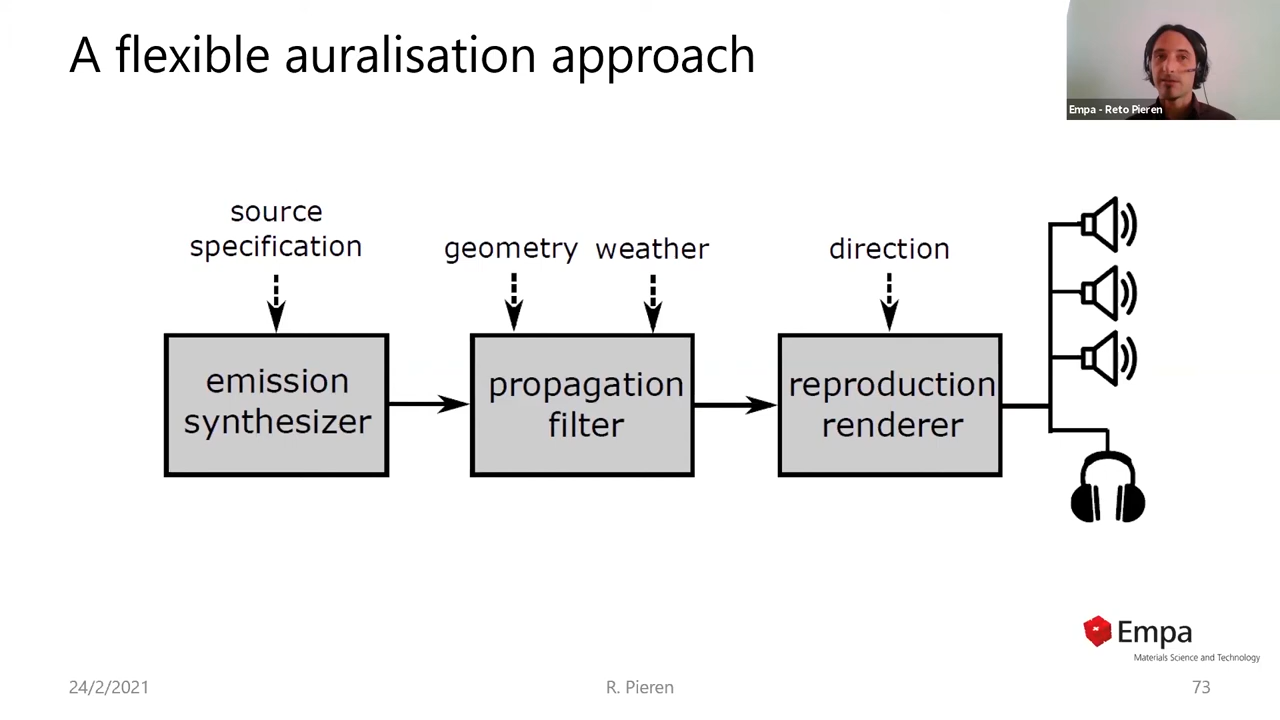 A flexible auralisation approach
Empa - Reto Pieren
source
specification
geometry
weather
direction
emission
synthesizer
propagation
filter
reproduction
renderer
Empa
Materials Science and Technology
24/2/2021
R. Pieren
73